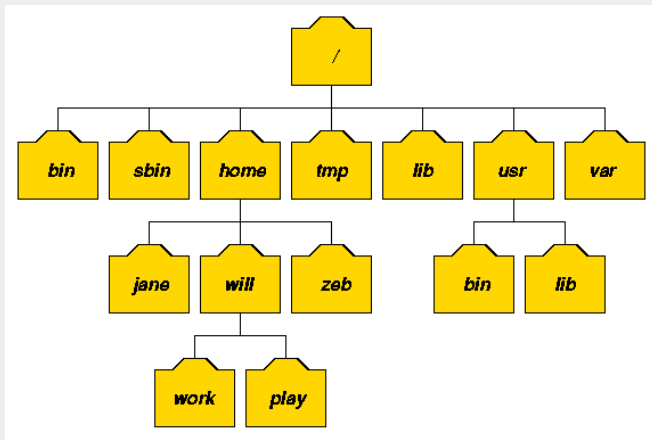 /
bin sbin home tmp lib usr var
jane will zeb bin lib
work play